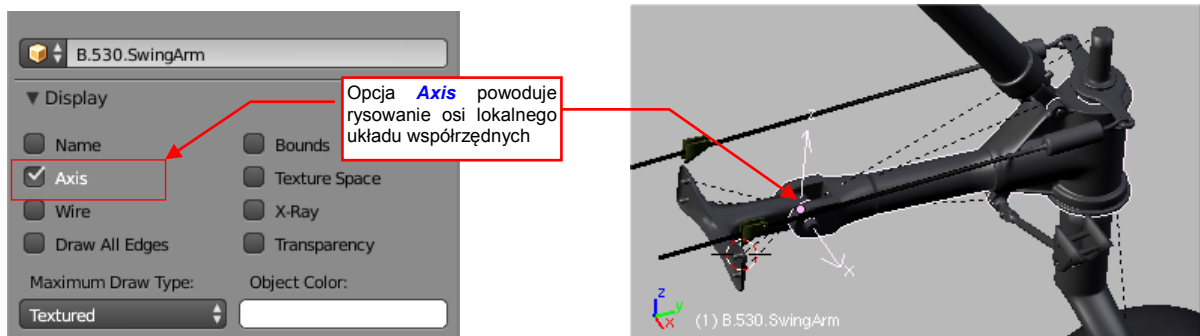 B.530.SwingArm
Display
Name
Bounds
Axis
Texture Space
Wire
X-Ray
Draw All Edges
Transparency
Maximum Draw Type:
Object Color:
Textured
Opcja Axis powoduje
rysowanie osi lokalnego
układu współrzędnych
z
x
z
y
x
(1) B.530.SwingArm